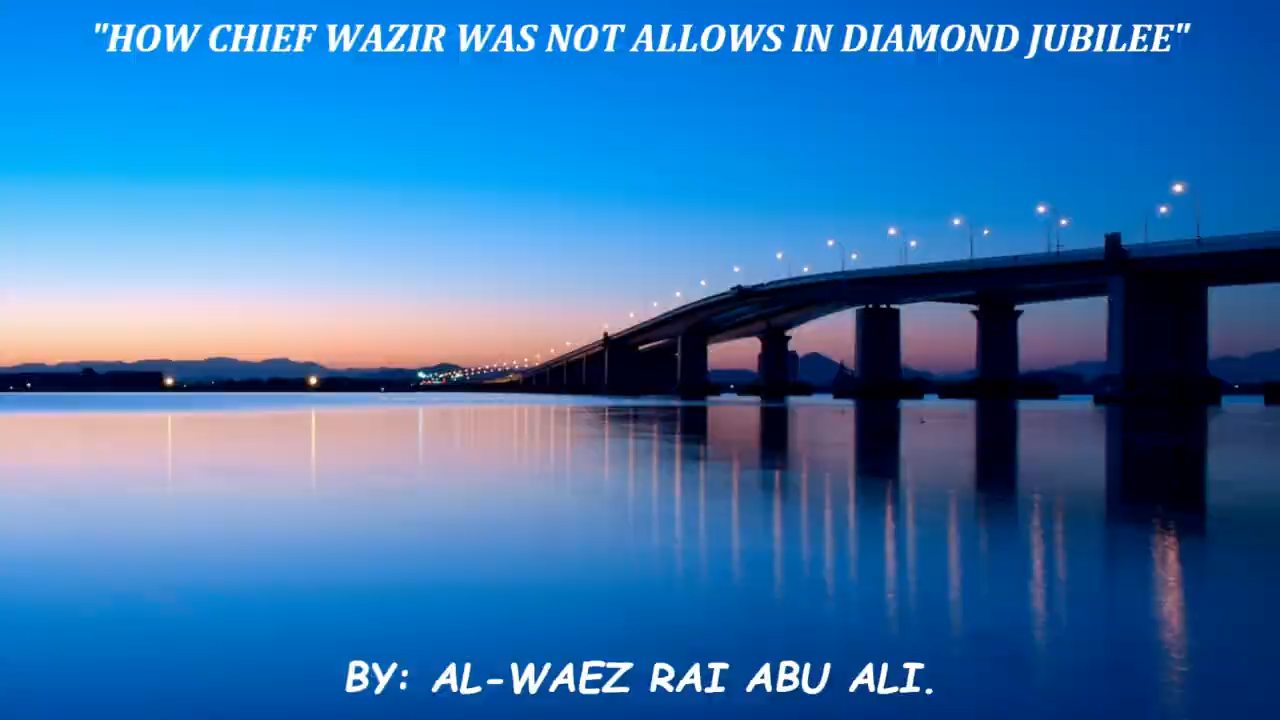 "HOW CHIEF WAZIR WAS NOT ALLOWS IN DIAMOND JUBILEE"
BY: AL-WAEZ RAI ABU ALI.